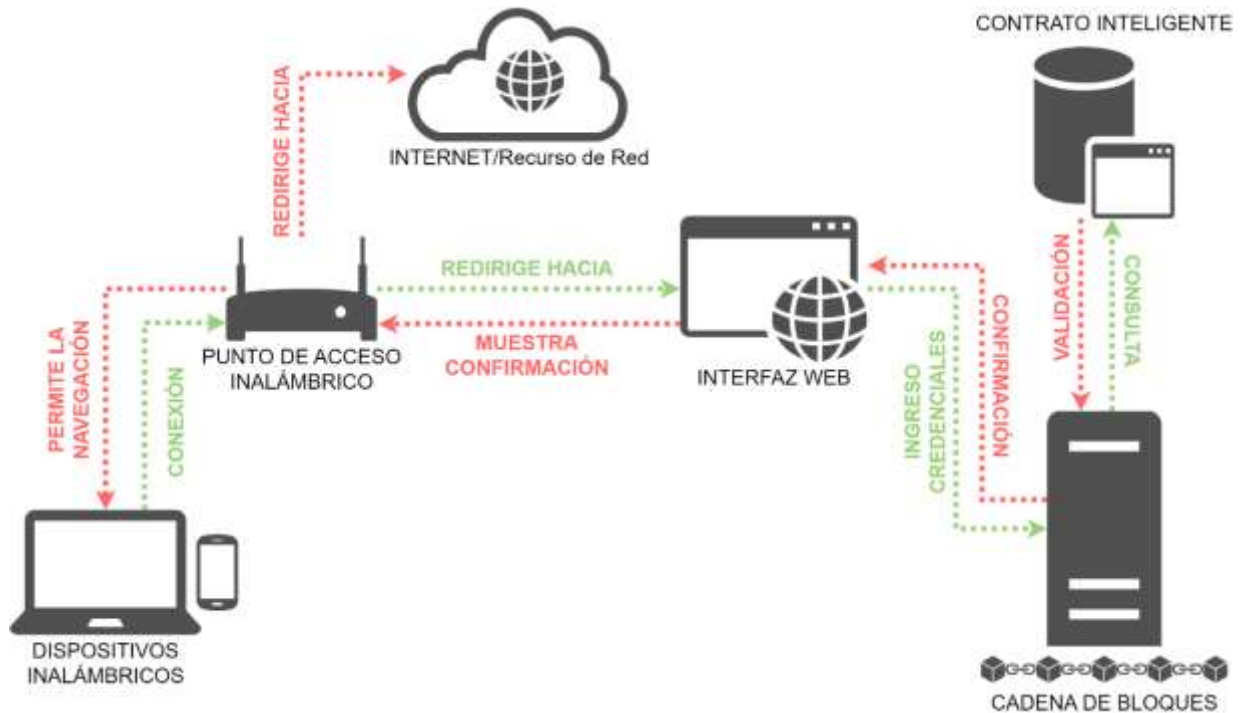 CONTRATO INTELIGENTE
REDIRIGE HACIA
INTERNET/Recurso de Red
REDIRIGE HACIA
MUESTRA
CONFIRMACIÓN
PUNTO DE ACCESO
INALÁMBRICO
INTERFAZ WEB
VALIDACIÓN
CONSULTA
CONFIRMACIÓN
INGRESO
CREDENCIALES
PERMITE LA
NAVEGACIÓN
CONEXIÓN
DISPOSITIVOS
INALÁMBRICOS
CADENA DE BLOQUES